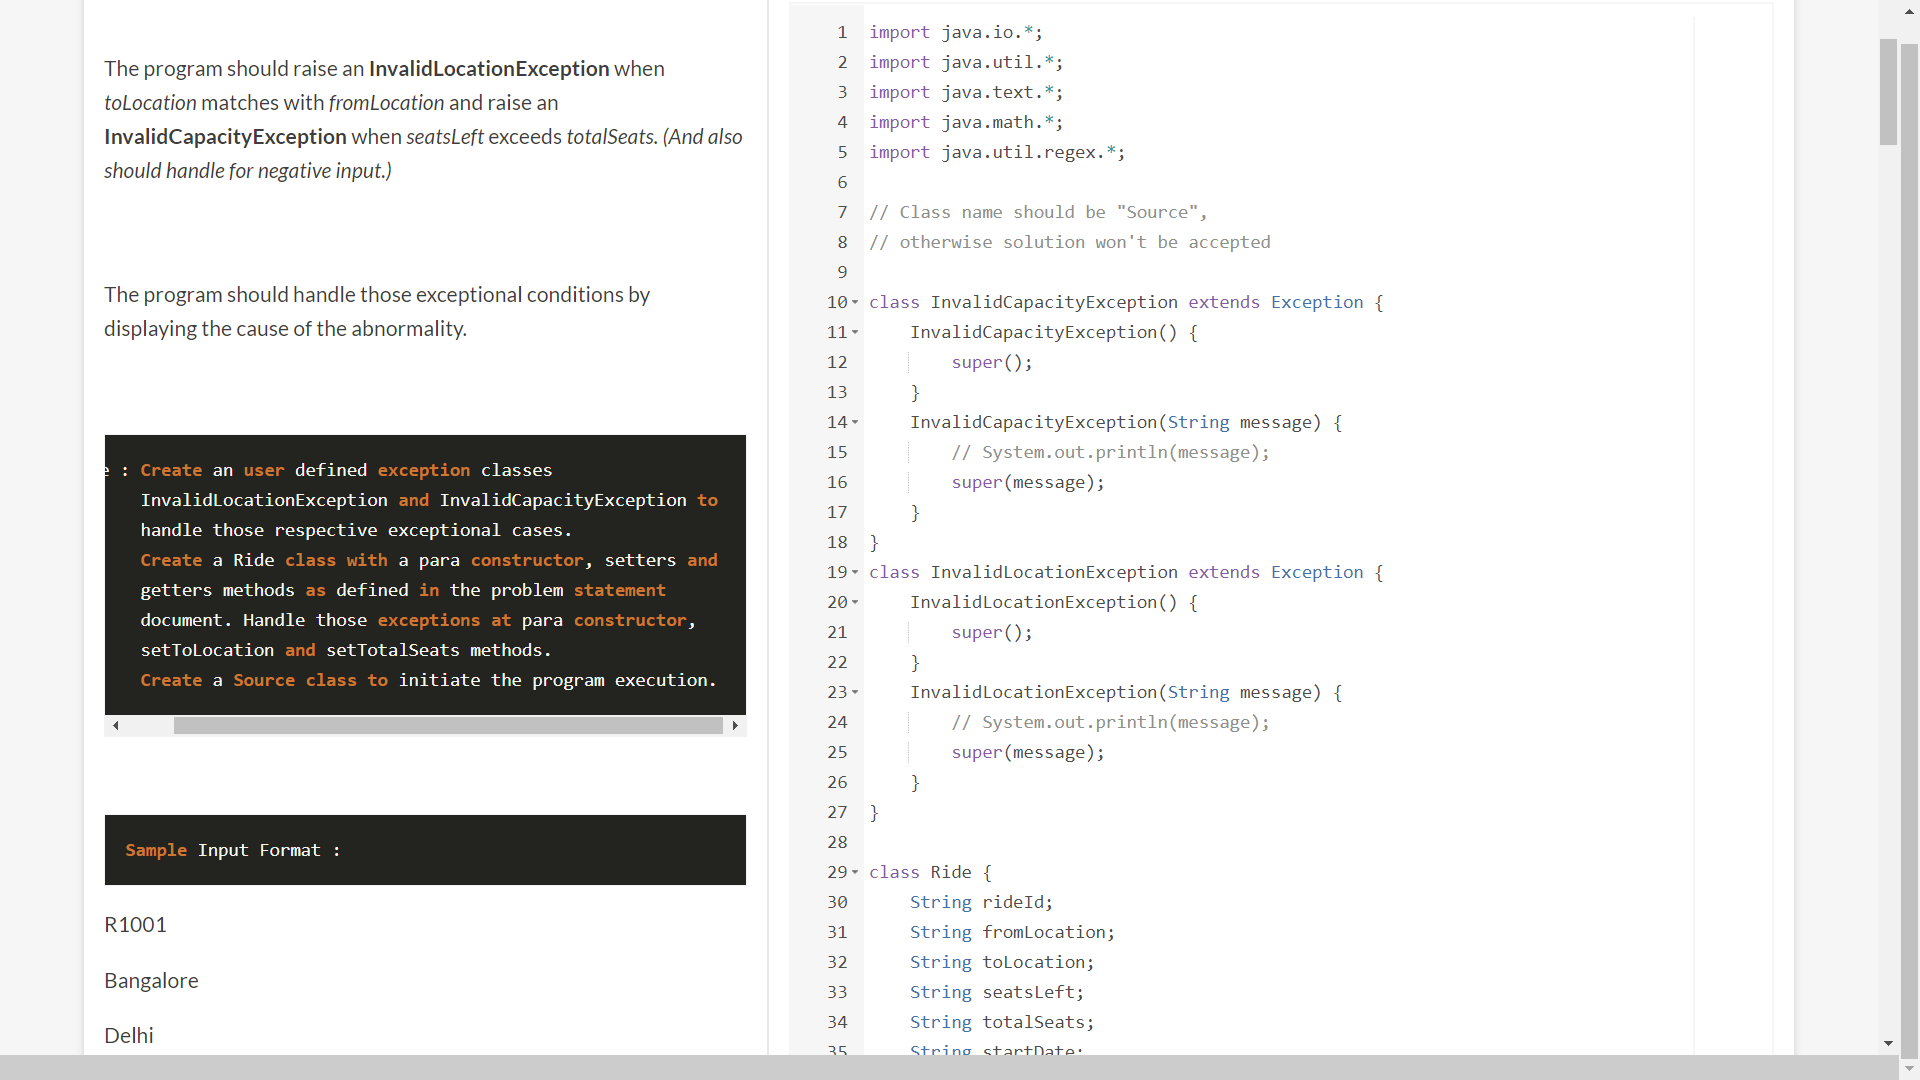 The program should raise an InvalidLocationException when
toLocation matches with fromLocation and raise an
InvalidCapacityException when seatsLeft exceeds totalSeats. (And also
should handle for negative input.)
The program should handle those exceptional conditions by
displaying the cause of the abnormality.
: Create an user defined exception classes
InvalidLocationException and InvalidCapacityException to
handle those respective exceptional cases.
Create a Ride class with a para constructor, setters and
getters methods as defined in the problem statement
document. Handle those exceptions at para constructor,
setToLocation and setTotalSeats methods.
Create a Source class to initiate the program execution.
Sample Input Format :
R1001
Bangalore
Delhi
1 import java.io.*;
2 import java.util.*;
3 import java.text.*;
4 import java.math.*;
5 import java.util.regex.*;
6
7 // Class name should be "Source",
8 // otherwise solution won't be accepted
9
10 class InvalidCapacityException extends Exception {
11 InvalidCapacityException() {
12 super();
13 }
14 InvalidCapacityException(String message) {
15 // System.out.println(message);
16 super(message);
17 }
18 }
19 class InvalidLocationException extends Exception {
20 InvalidLocationException() {
21 super();
22 }
23 InvalidLocationException(String message) {
24 // System.out.println(message);
25 super(message);
26 }
27 }
28
29 class Ride {
30 String rideId;
31 String fromLocation;
32 String toLocation;
33 String seatsLeft;
34 String totalSeats;
35 String startDate;